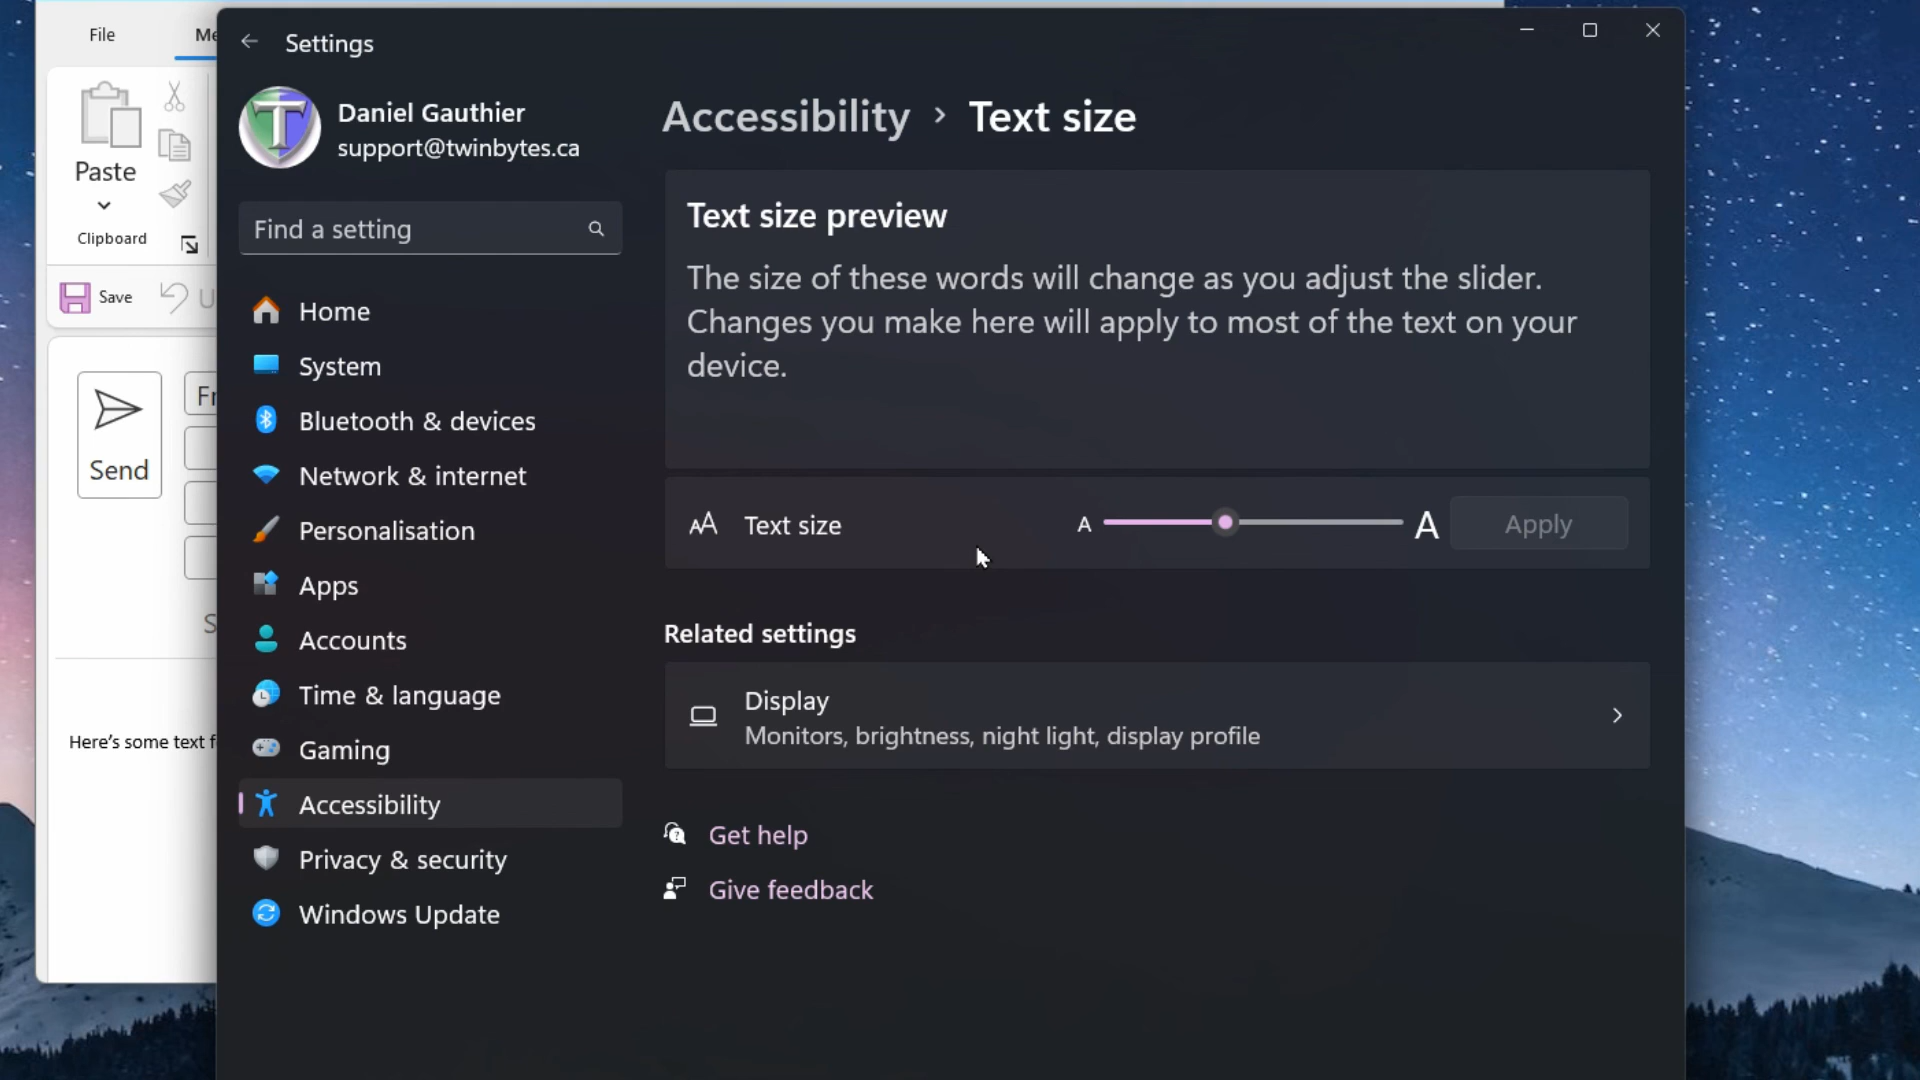 File
Paste
Clipboard
Save
Send
Here's some text
Settings
Daniel Gauthier
support@twinbytes.ca
Find a setting
Home
System
Bluetooth & devices
Network & internet
Personalisation
Apps
Accounts
Time & language
Gaming
Accessibility
Privacy & security
Windows Update
Accessibility > Text size
Text size preview
The size of these words will change as you adjust the slider.
Changes you make here will apply to most of the text on your
device.
Text size A A Apply
Related settings
Display
Monitors, brightness, night light, display profile
Get help
Give feedback